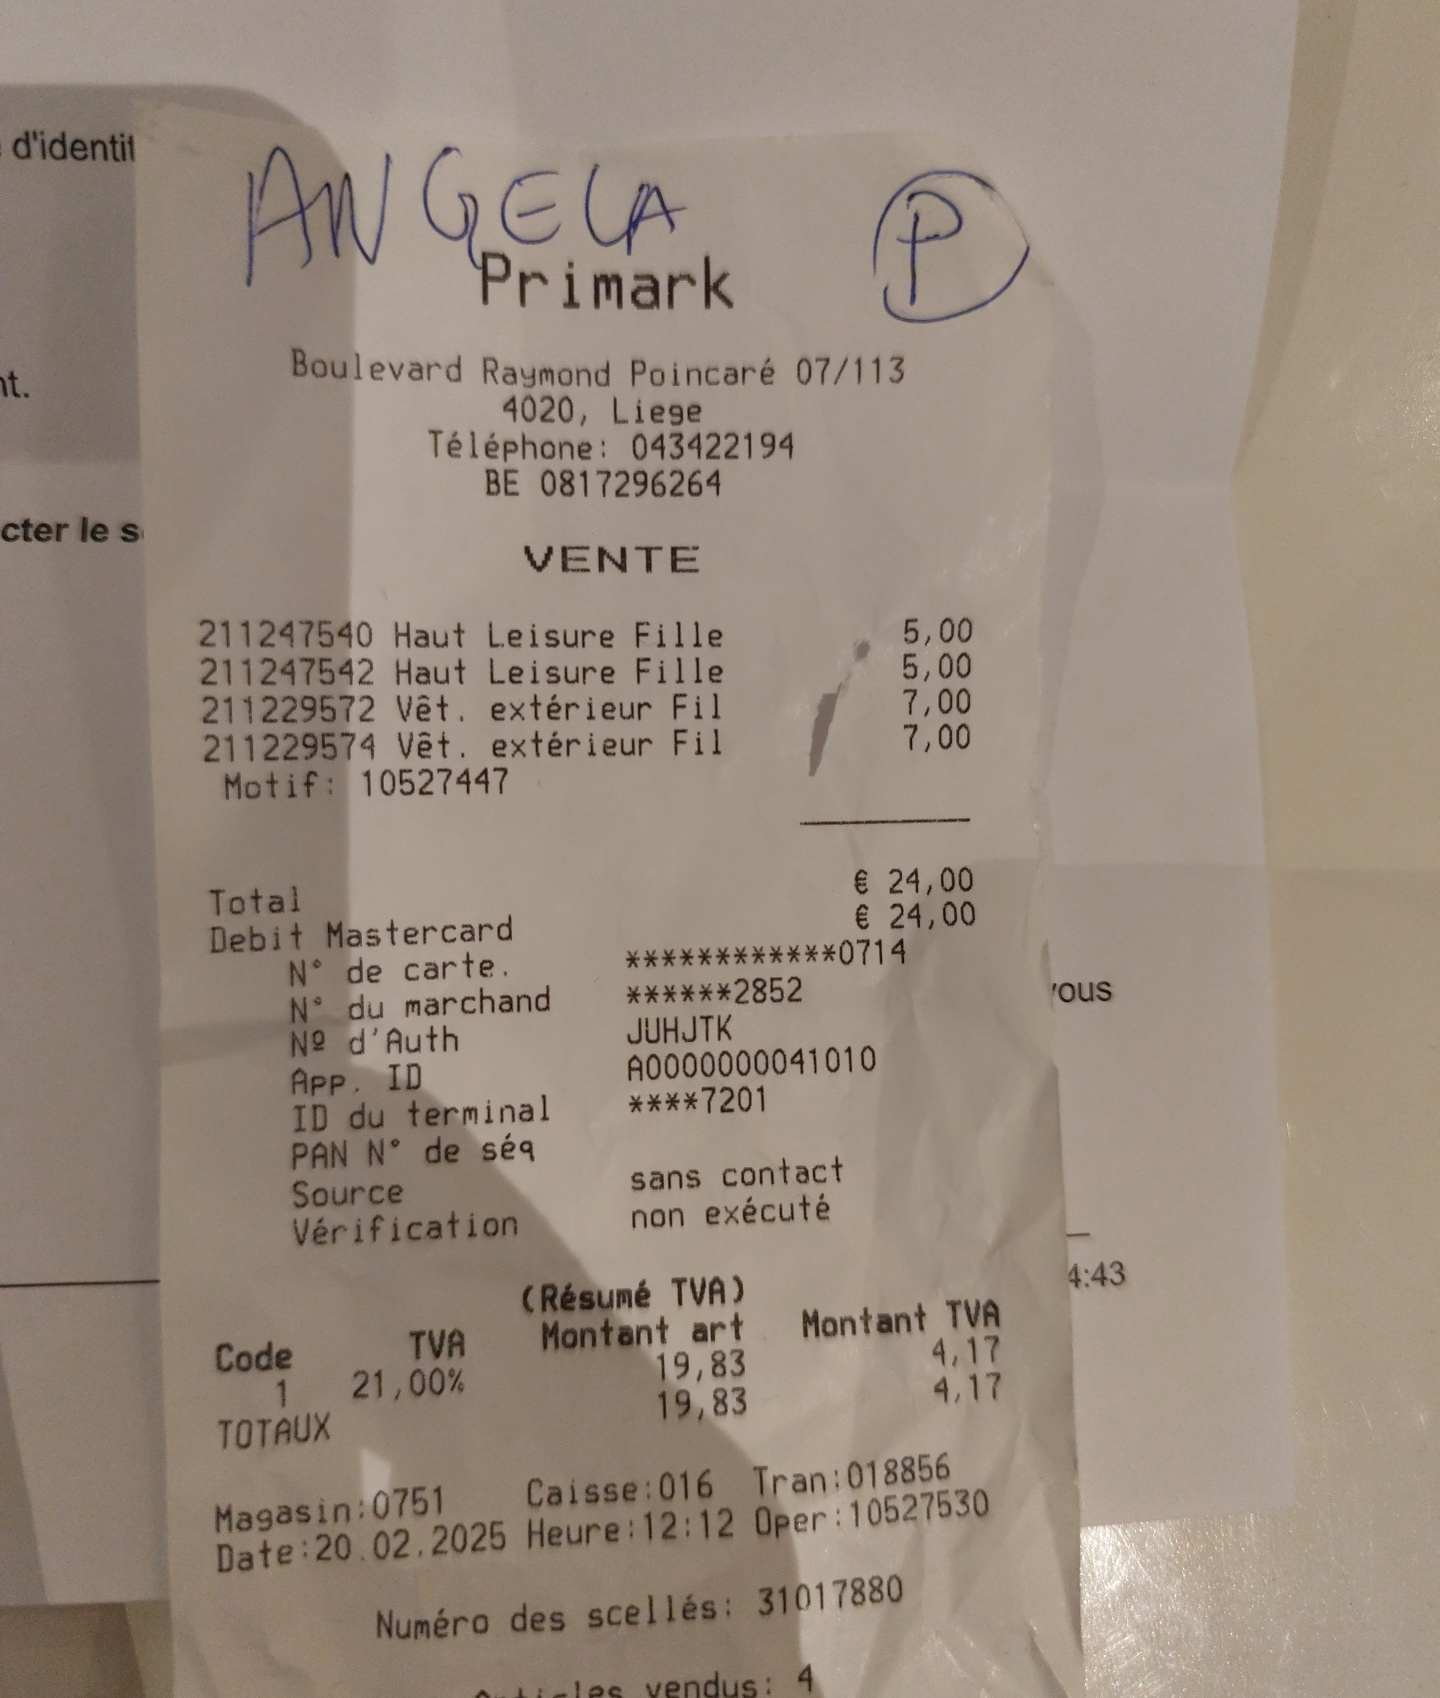 d'identit
ANGELA
P
Primark
Boulevard Raymond Poincaré 07/113
4020, Liege
nt.
Téléphone: 043422194
BE 0817296264
cter le s
VENTE
211247540 Haut Leisure Fille 5,00
211247542 Haut Leisure Fille 5,00
211229572 Vêt. extérieur Fil 7,00
211229574 Vêt. extérieur Fil 7,00
Motif: 10527447
Total € 24,00
Debit Mastercard € 24,00
N° de carte. ************0714
N° du marchand ******2852
vous
Nº d'Auth JUHJTK
App. ID A0000000041010
ID du terminal ****7201
PAN N° de séq
Source sans contact
Vérification non exécuté
4:43
(Résumé TVA)
Code TVA Montant art Montant TVA
1 21,00% 19,83 4,17
TOTAUX 19,83 4,17
Magasin:0751 Caisse:016 Tran:018856
Date:20.02.2025 Heure:12:12 Oper:10527530
Numéro des scellés: 31017880
Articles vendus: 4